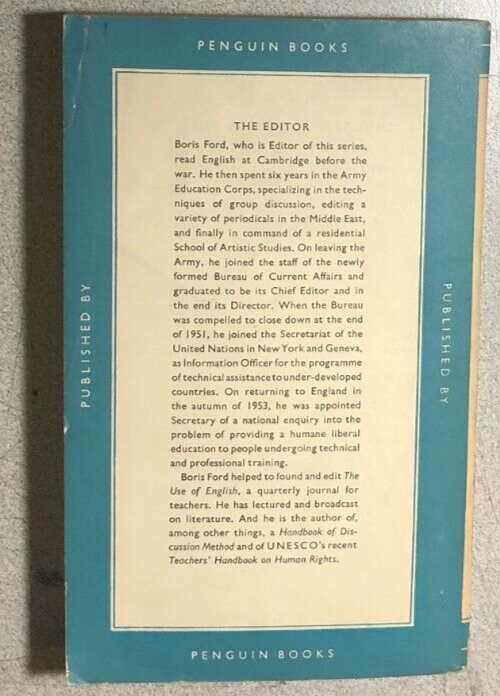 PENGUIN BOOKS
PUBLISHED BY
THE EDITOR
Boris Ford, who is Editor of this series,
read English at Cambridge before the
war. He then spent six years in the Army
Education Corps, specializing in the tech-
niques of group discussion, editing a
variety of periodicals in the Middle East,
and finally in command of a residential
School of Artistic Studies. On leaving the
Army, he joined the staff of the newly
formed Bureau of Current Affairs and
graduated to be its Chief Editor and in
the end its Director. When the Bureau
was compelled to close down at the end
of 1951, he joined the Secretariat of the
United Nations in New York and Geneva,
as Information Officer for the programme
of technical assistance to under-developed
countries. On returning to England in
the autumn of 1953, he was appointed
Secretary of a national enquiry into the
problem of providing a humane liberal
education to people undergoing technical
and professional training.
Boris Ford helped to found and edit The
Use of English, a quarterly journal for
teachers. He has lectured and broadcast
on literature. And he is the author of,
among other things, a Handbook of Dis-
cussion Method and of UNESCO's recent
Teachers' Handbook on Human Rights.
PUBLISHED BY
PENGUIN BOOKS